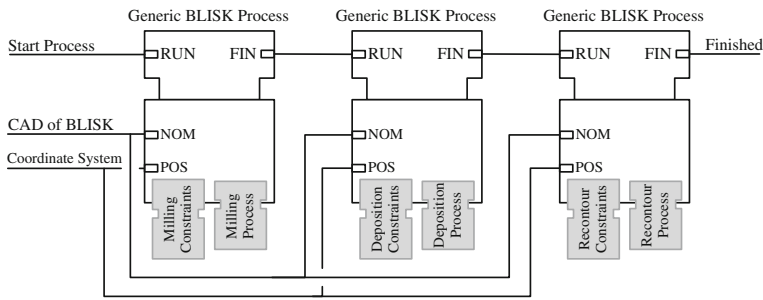 Generic BLISK Process
Generic BLISK Process
Generic BLISK Process
Start Process
RUN
FIN
RUN
FIN
RUN
FIN
Finished
CAD of BLISK
NOM
NOM
NOM
Coordinate System
POS
POS
POS
Milling
Constraints
Milling
Process
Deposition
Constraints
Deposition
Process
Recontour
Constraints
Recontour
Process